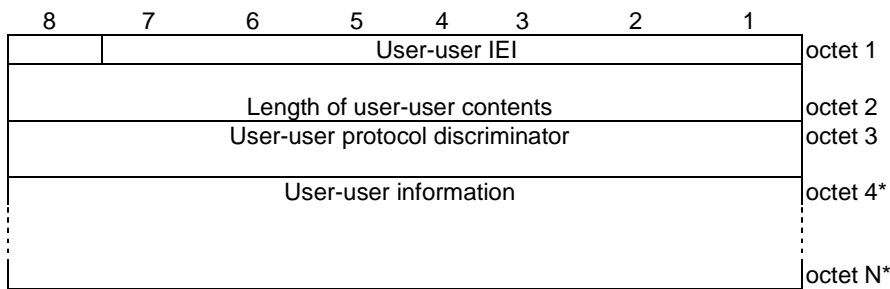 8 7 6 5 4 3 2 1
User-user IEI octet 1
Length of user-user contents octet 2
User-user protocol discriminator octet 3
User-user information octet 4*
octet N*